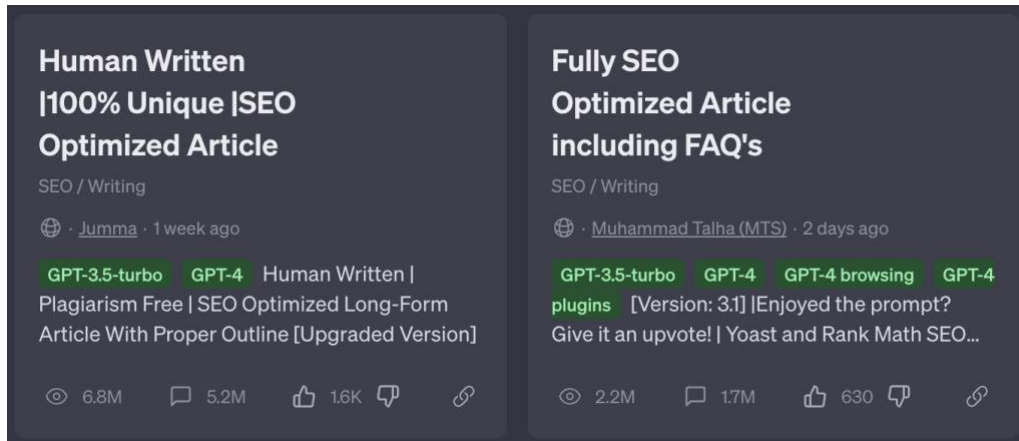 Human Written
|100% Unique |SEO
Optimized Article
SEO / Writing
· Jumma · 1 week ago
GPT-3.5-turbo GPT-4 Human Written |
Plagiarism Free | SEO Optimized Long-Form
Article With Proper Outline [Upgraded Version]
6.8M 5.2M 1.6K
Fully SEO
Optimized Article
including FAQ's
SEO / Writing
· Muhammad Talha (MTS) · 2 days ago
GPT-3.5-turbo GPT-4 GPT-4 browsing GPT-4
plugins [Version: 3.1] |Enjoyed the prompt?
Give it an upvote! | Yoast and Rank Math SEO...
2.2M 1.7M 630